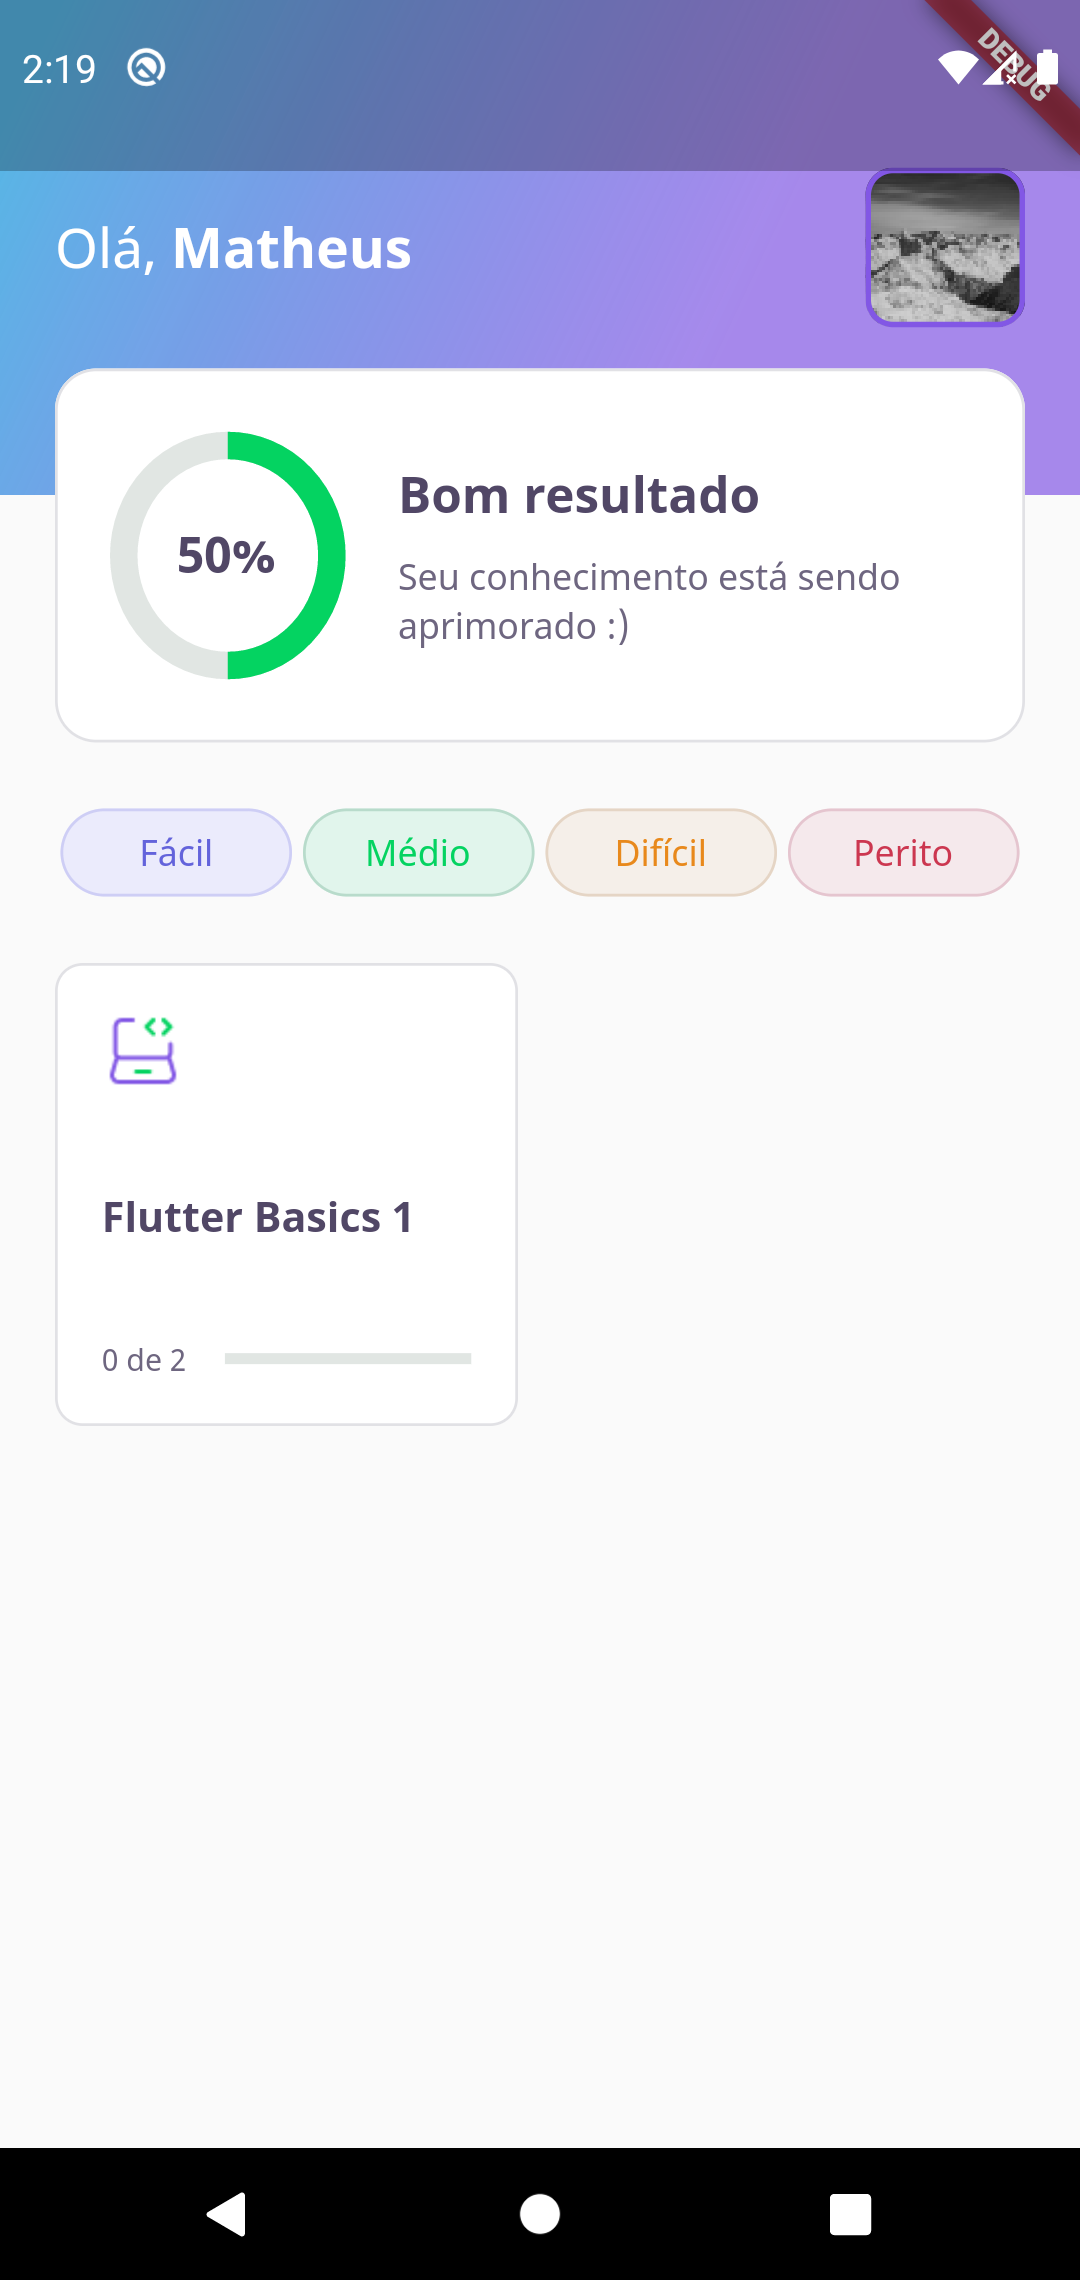 2:19
DEBUG
Olá, Matheus
50%
Bom resultado
Seu conhecimento está sendo
aprimorado :)
Fácil Médio Difícil Perito
Flutter Basics 1
0 de 2